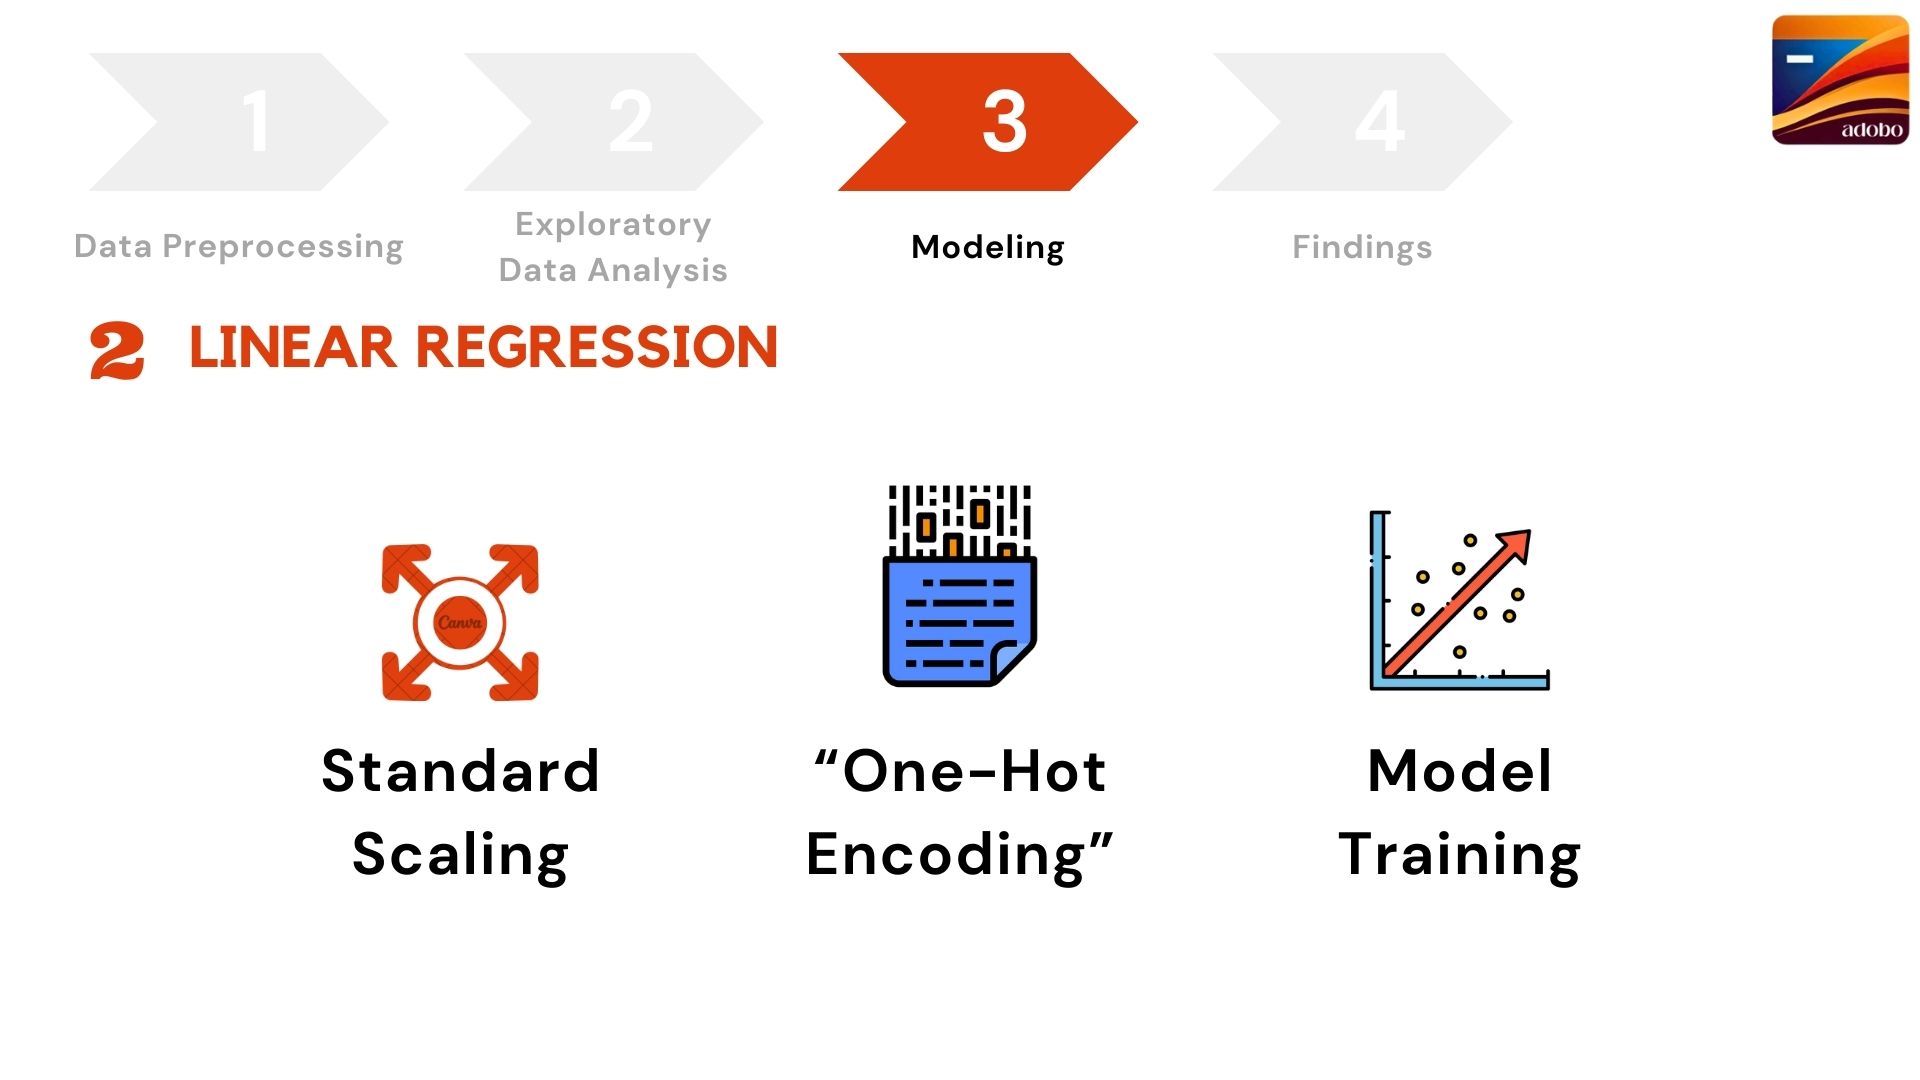 1
2
3
4
adobo
Data Preprocessing
Exploratory
Data Analysis
Modeling
Findings
2 LINEAR REGRESSION
Canva
Standard
Scaling
“One-Hot
Encoding”
Model
Training